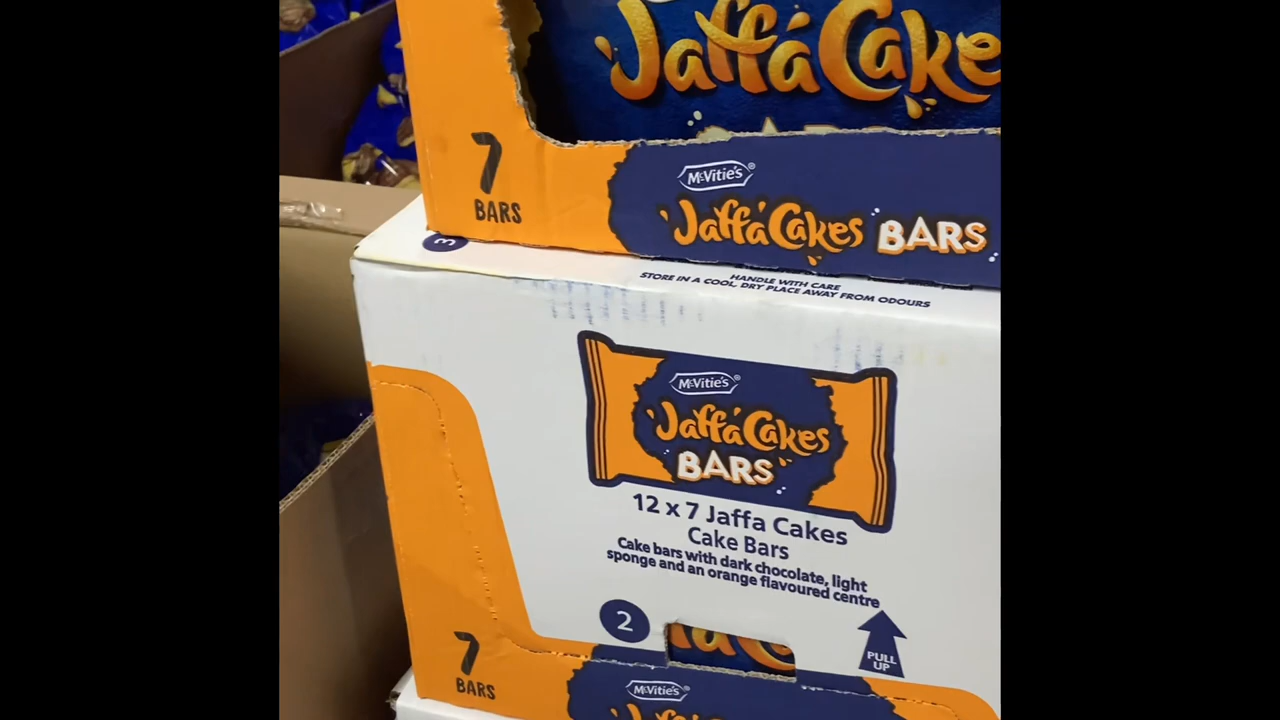 Jaffa Cake
7
BARS
McVitie's®
Jaffa Cakes BARS
3
HANDLE WITH CARE
STORE IN A COOL, DRY PLACE AWAY FROM ODOURS
McVitie's®
Jaffa Cakes
BARS
12 x 7 Jaffa Cakes
Cake Bars
Cake bars with dark chocolate, light
sponge and an orange flavoured centre
2
PULL
UP
7
BARS
McVitie's®